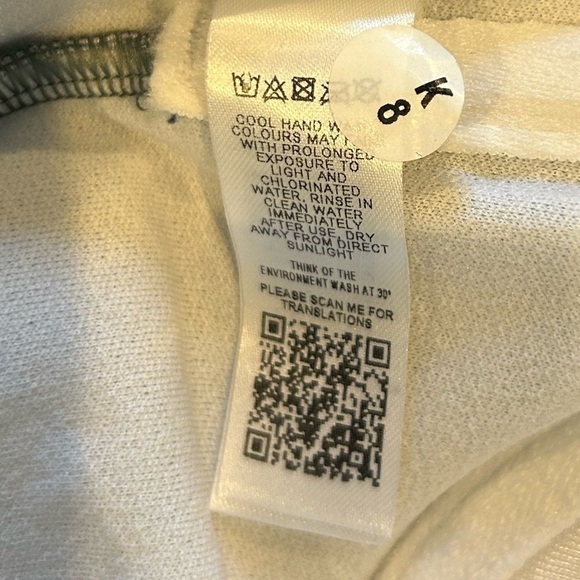 K
8
COOL HAND W
COLOURS MAY
WITH PROLONGED
EXPOSURE TO
LIGHT AND
CHLORINATED
WATER, RINSE IN
CLEAN WATER
IMMEDIATELY
AFTER USE, DRY
AWAY FROM DIRECT
SUNLIGHT
THINK OF THE
ENVIRONMENT WASH AT 30°
PLEASE SCAN ME FOR
TRANSLATIONS